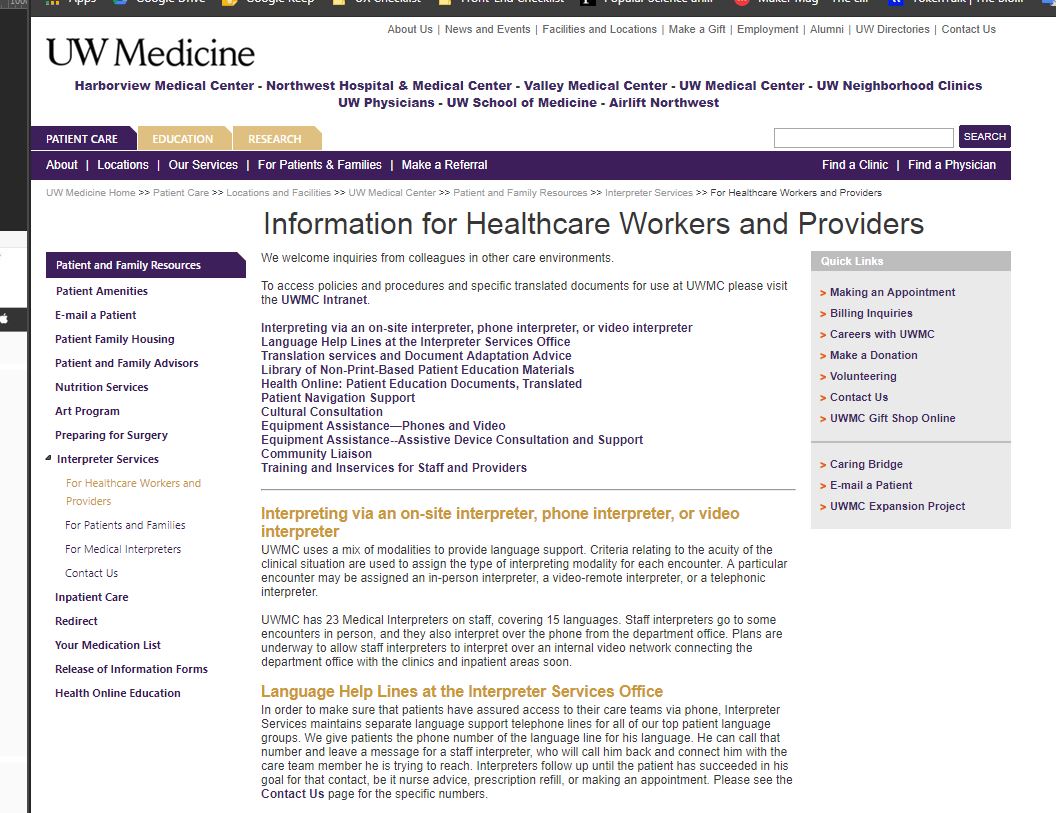 Apps Google Drive Google Keep UX Checklist Front-End Checklist Popular Science artif Maker Mag - The cill TokenTalk | The blom
100
About Us | News and Events | Facilities and Locations | Make a Gift | Employment | Alumni | UW Directories | Contact Us
UW Medicine
Harborview Medical Center - Northwest Hospital & Medical Center - Valley Medical Center - UW Medical Center - UW Neighborhood Clinics
UW Physicians - UW School of Medicine - Airlift Northwest
PATIENT CARE EDUCATION RESEARCH SEARCH
About | Locations | Our Services | For Patients & Families | Make a Referral Find a Clinic | Find a Physician
UW Medicine Home >> Patient Care >> Locations and Facilities >> UW Medical Center >> Patient and Family Resources >> Interpreter Services >> For Healthcare Workers and Providers
Information for Healthcare Workers and Providers
Patient and Family Resources
Patient Amenities
E-mail a Patient
Patient Family Housing
Patient and Family Advisors
Nutrition Services
Art Program
Preparing for Surgery
Interpreter Services
For Healthcare Workers and
Providers
For Patients and Families
For Medical Interpreters
Contact Us
Inpatient Care
Redirect
Your Medication List
Release of Information Forms
Health Online Education
We welcome inquiries from colleagues in other care environments.
To access policies and procedures and specific translated documents for use at UWMC please visit
the UWMC Intranet.
Interpreting via an on-site interpreter, phone interpreter, or video interpreter
Language Help Lines at the Interpreter Services Office
Translation services and Document Adaptation Advice
Library of Non-Print-Based Patient Education Materials
Health Online: Patient Education Documents, Translated
Patient Navigation Support
Cultural Consultation
Equipment Assistance—Phones and Video
Equipment Assistance--Assistive Device Consultation and Support
Community Liaison
Training and Inservices for Staff and Providers
Interpreting via an on-site interpreter, phone interpreter, or video
interpreter
UWMC uses a mix of modalities to provide language support. Criteria relating to the acuity of the
clinical situation are used to assign the type of interpreting modality for each encounter. A particular
encounter may be assigned an in-person interpreter, a video-remote interpreter, or a telephonic
interpreter.
UWMC has 23 Medical Interpreters on staff, covering 15 languages. Staff interpreters go to some
encounters in person, and they also interpret over the phone from the department office. Plans are
underway to allow staff interpreters to interpret over an internal video network connecting the
department office with the clinics and inpatient areas soon.
Language Help Lines at the Interpreter Services Office
In order to make sure that patients have assured access to their care teams via phone, Interpreter
Services maintains separate language support telephone lines for all of our top patient language
groups. We give patients the phone number of the language line for his language. He can call that
number and leave a message for a staff interpreter, who will call him back and connect him with the
care team member he is trying to reach. Interpreters follow up until the patient has succeeded in his
goal for that contact, be it nurse advice, prescription refill, or making an appointment. Please see the
Contact Us page for the specific numbers.
Quick Links
> Making an Appointment
> Billing Inquiries
> Careers with UWMC
> Make a Donation
> Volunteering
> Contact Us
> UWMC Gift Shop Online
> Caring Bridge
> E-mail a Patient
> UWMC Expansion Project